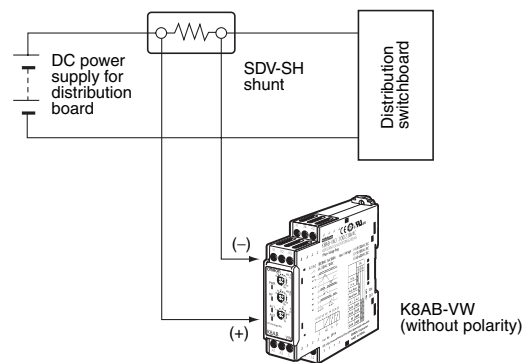 DC power
supply for
distribution
board
SDV-SH
shunt
Distribution
switchboard
(−)
(+)
K8AB-VW
(without polarity)